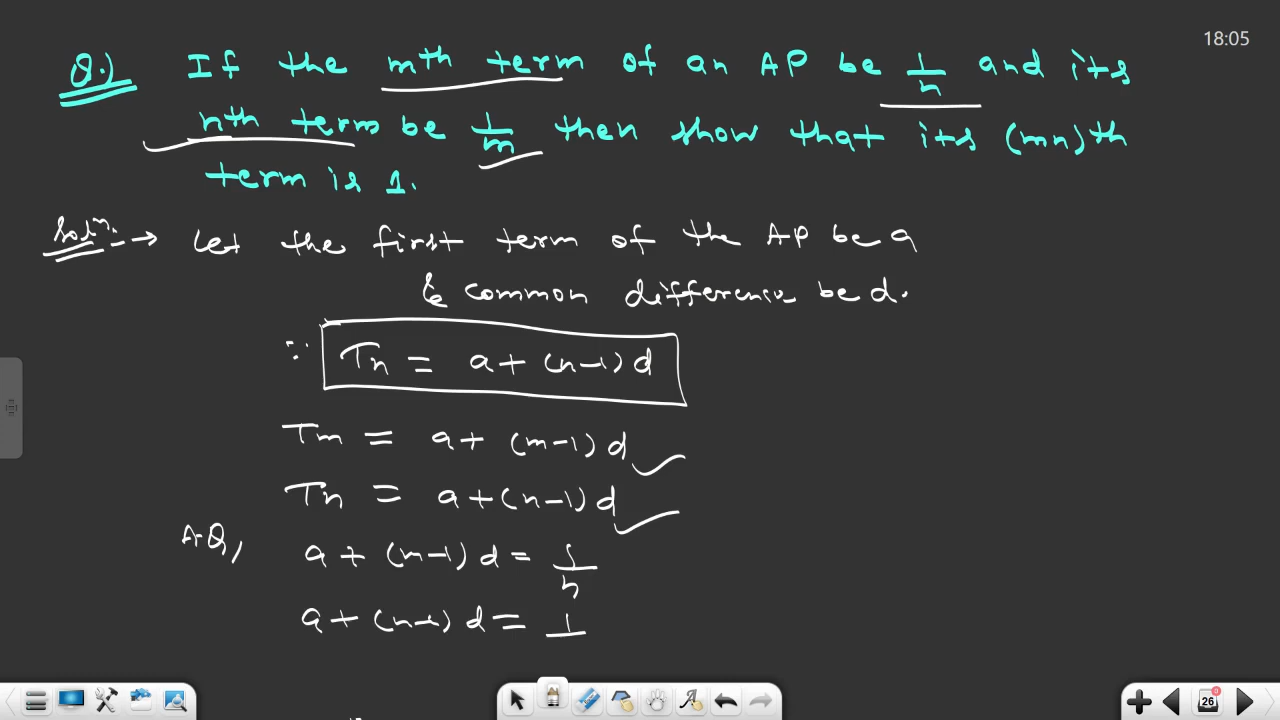 18:05
Q.) If the mth term of an AP be 1/n and its
nth term be 1/m then show that its (mn)th
term is 1.
Soln. → Let the first term of the AP be a
& common difference be d.
∵ Tn = a + (n-1) d
Tm = a + (m-1) d
Tn = a + (n-1) d
AQ, a + (m-1) d = 1/n
a + (n-1) d = 1
26